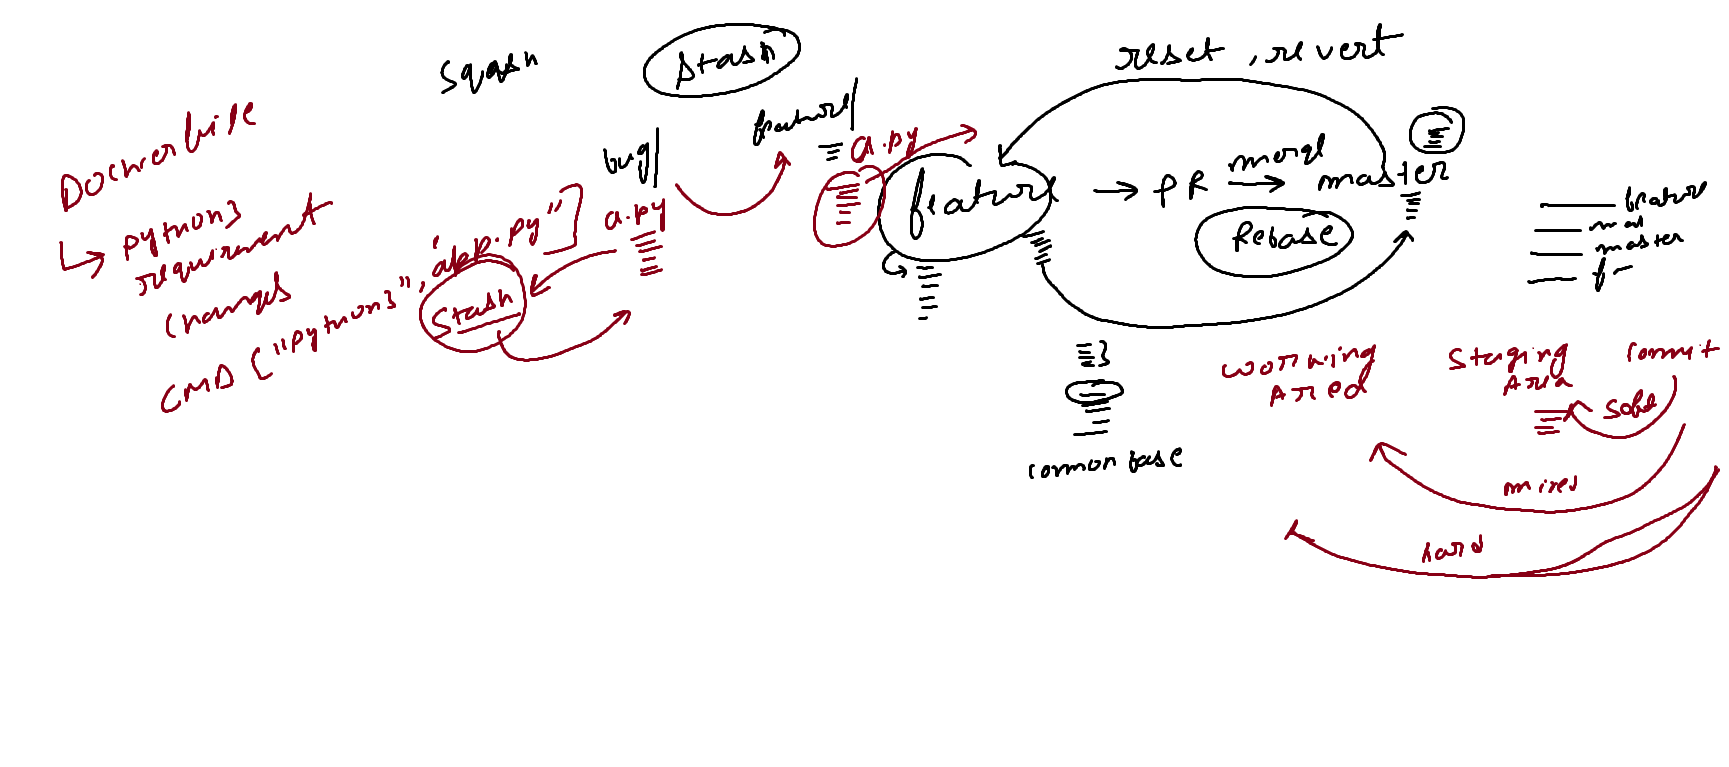 Sqash
Stash
reset, revert
Dockerfile
↳ python3
requirement
changes
CMD ["python3", "app.py"]
Stash
bug/
a.py
feature/
a.py
feature → PR
merge
→ master
Rebase
common base
feature
master
f
working
Area
Staging
Area
commit
soft
mixed
hard